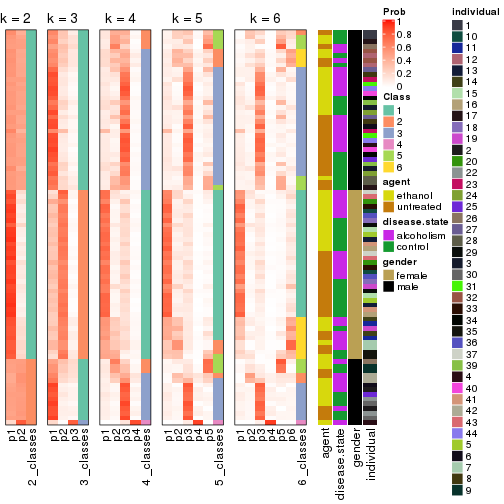 k = 2
k = 3
k = 4
k = 5
k = 6
p1
p2
2_classes
p1
p2
p3
3_classes
p1
p2
p3
p4
4_classes
p1
p2
p3
p4
p5
5_classes
p1
p2
p3
p4
p5
p6
6_classes
agent
disease.state
gender
individual
Prob
1
0.8
0.6
0.4
0.2
0
Class
1
2
3
4
5
6
agent
ethanol
untreated
disease.state
alcoholism
control
gender
female
male
individual
1
10
11
12
13
14
15
16
17
18
19
2
20
22
23
24
25
26
27
28
29
3
30
31
32
33
34
35
36
37
39
4
40
41
42
43
44
5
6
7
8
9